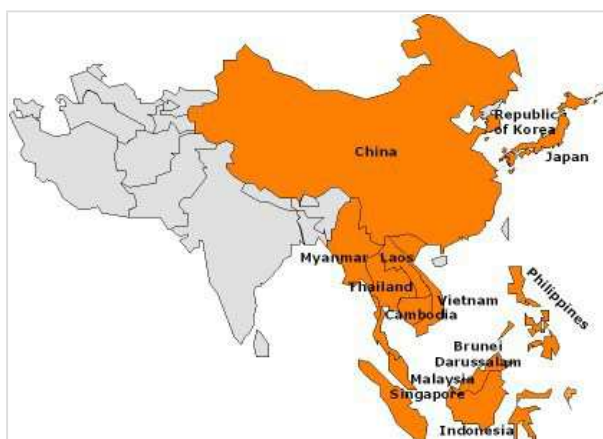 Republic
of Korea
Japan
China
Myanmar
Laos
Thailand
Vietnam
Cambodia
Philippines
Brunei
Darussalam
Malaysia
Singapore
Indonesia